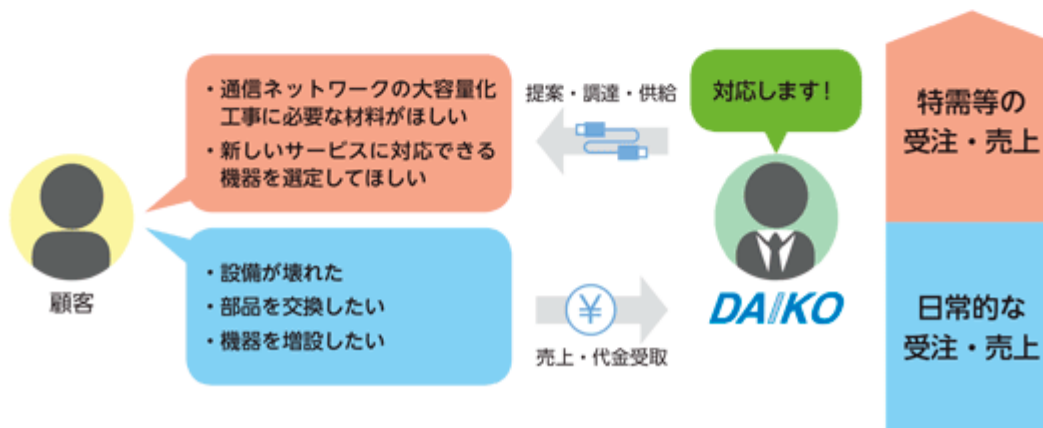 ・通信ネットワークの大容量化
工事に必要な材料がほしい
・新しいサービスに対応できる
機器を選定してほしい
提案・調達・供給
対応します!
特需等の
受注・売上
顧客
・設備が壊れた
・部品を交換したい
・機器を増設したい
¥
売上・代金受取
DAIKO
日常的な
受注・売上